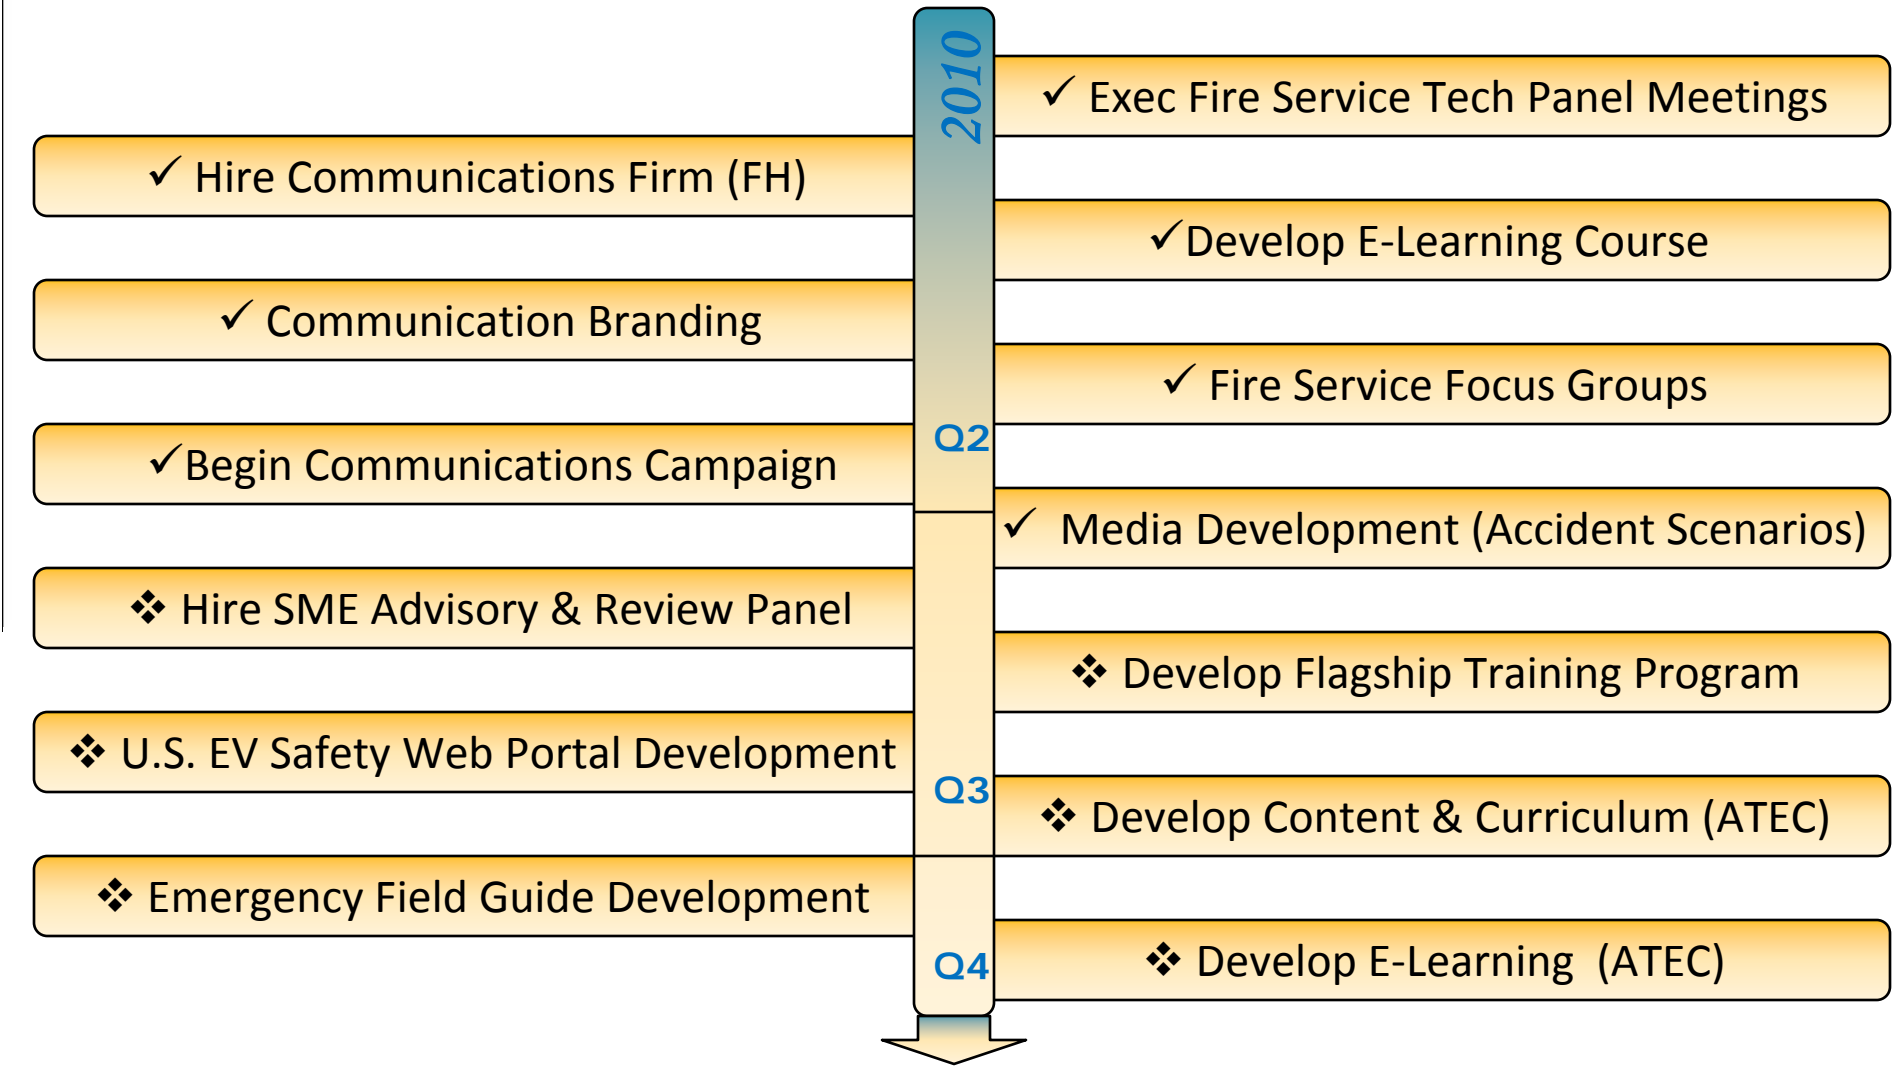 2010
✓ Exec Fire Service Tech Panel Meetings
✓ Hire Communications Firm (FH)
✓Develop E-Learning Course
✓ Communication Branding
✓ Fire Service Focus Groups
Q2
✓Begin Communications Campaign
✓ Media Development (Accident Scenarios)
❖ Hire SME Advisory & Review Panel
❖ Develop Flagship Training Program
❖ U.S. EV Safety Web Portal Development
Q3
❖ Develop Content & Curriculum (ATEC)
❖ Emergency Field Guide Development
Q4
❖ Develop E-Learning (ATEC)